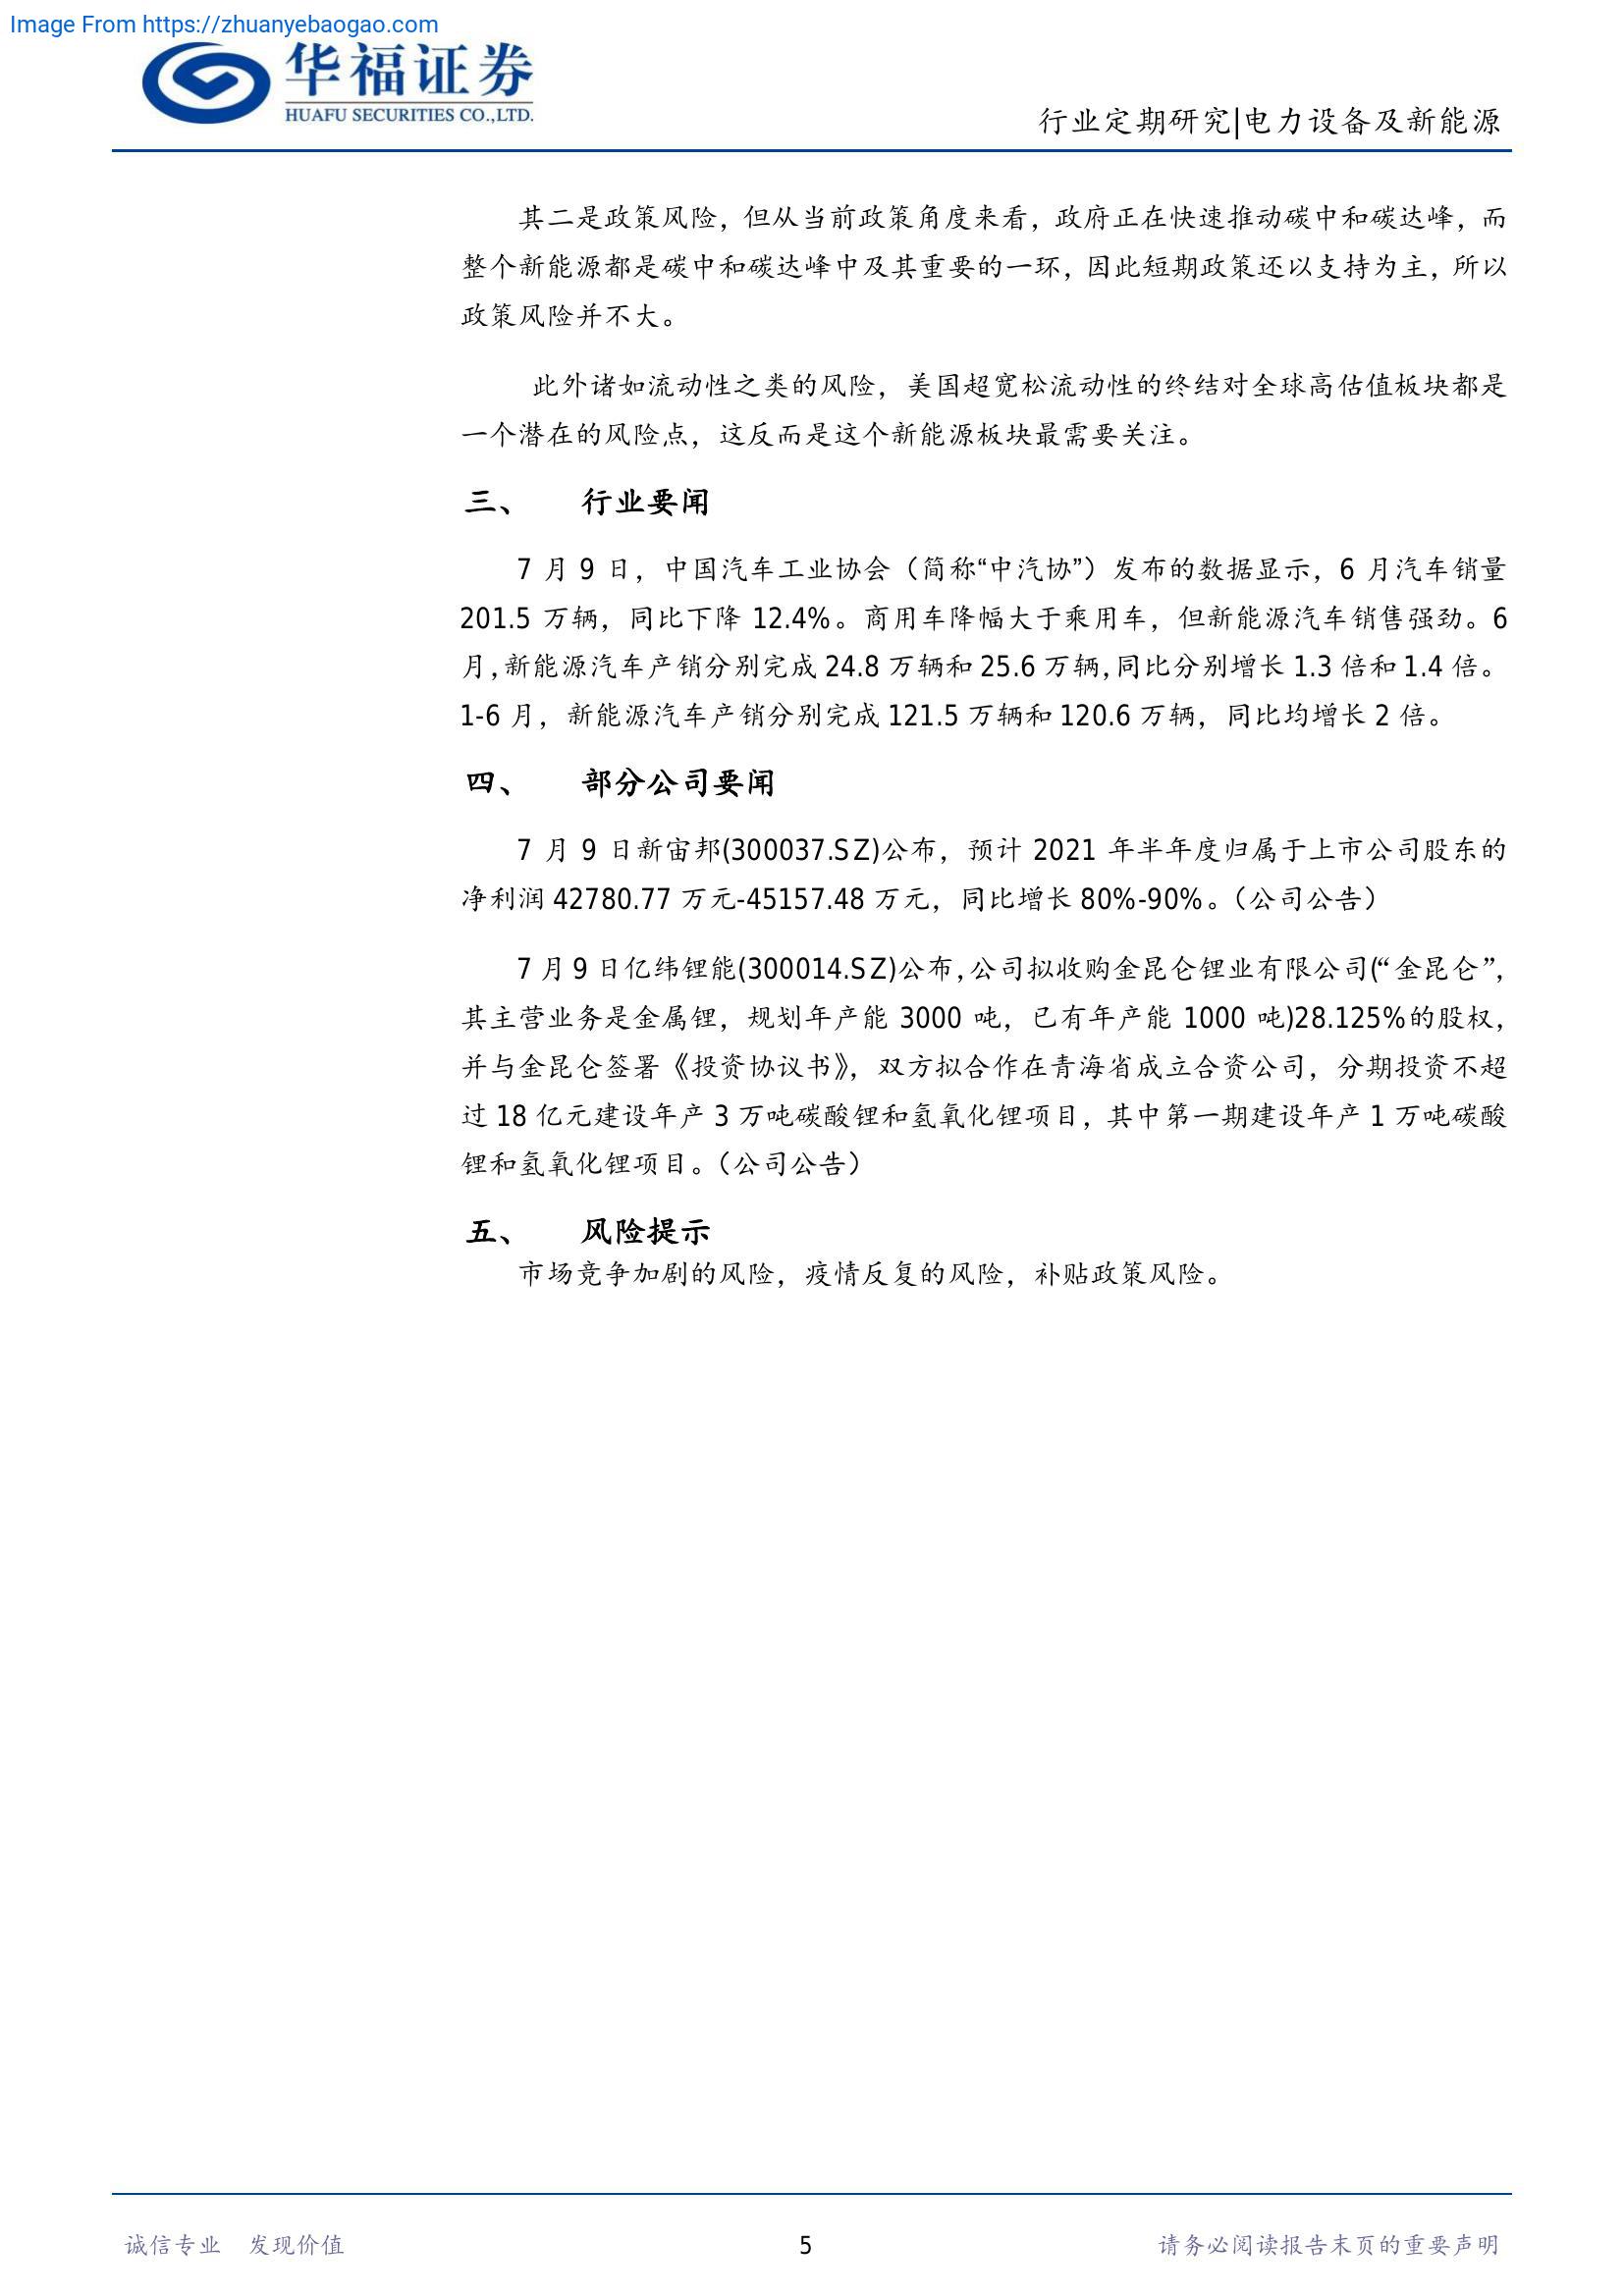 Image From https://zhuanyebaogao.com
华福证券
HUAFU SECURITIES CO.,LTD.
行业定期研究|电力设备及新能源
其二是政策风险，但从当前政策角度来看，政府正在快速推动碳中和碳达峰，而
整个新能源都是碳中和碳达峰中及其重要的一环，因此短期政策还以支持为主，所以
政策风险并不大。
此外诸如流动性之类的风险，美国超宽松流动性的终结对全球高估值板块都是
一个潜在的风险点，这反而是这个新能源板块最需要关注。
三、 行业要闻
7 月 9 日，中国汽车工业协会（简称“中汽协”）发布的数据显示，6 月汽车销量
201.5 万辆，同比下降 12.4%。商用车降幅大于乘用车，但新能源汽车销售强劲。6
月，新能源汽车产销分别完成 24.8 万辆和 25.6 万辆，同比分别增长 1.3 倍和 1.4 倍。
1-6 月，新能源汽车产销分别完成 121.5 万辆和 120.6 万辆，同比均增长 2 倍。
四、 部分公司要闻
7 月 9 日新宙邦(300037.SZ)公布，预计 2021 年半年度归属于上市公司股东的
净利润 42780.77 万元-45157.48 万元，同比增长 80%-90%。（公司公告）
7 月 9 日亿纬锂能(300014.SZ)公布，公司拟收购金昆仑锂业有限公司(“金昆仑”，
其主营业务是金属锂，规划年产能 3000 吨，已有年产能 1000 吨)28.125%的股权，
并与金昆仑签署《投资协议书》，双方拟合作在青海省成立合资公司，分期投资不超
过 18 亿元建设年产 3 万吨碳酸锂和氢氧化锂项目，其中第一期建设年产 1 万吨碳酸
锂和氢氧化锂项目。（公司公告）
五、 风险提示
市场竞争加剧的风险，疫情反复的风险，补贴政策风险。
诚信专业 发现价值
5
请务必阅读报告末页的重要声明